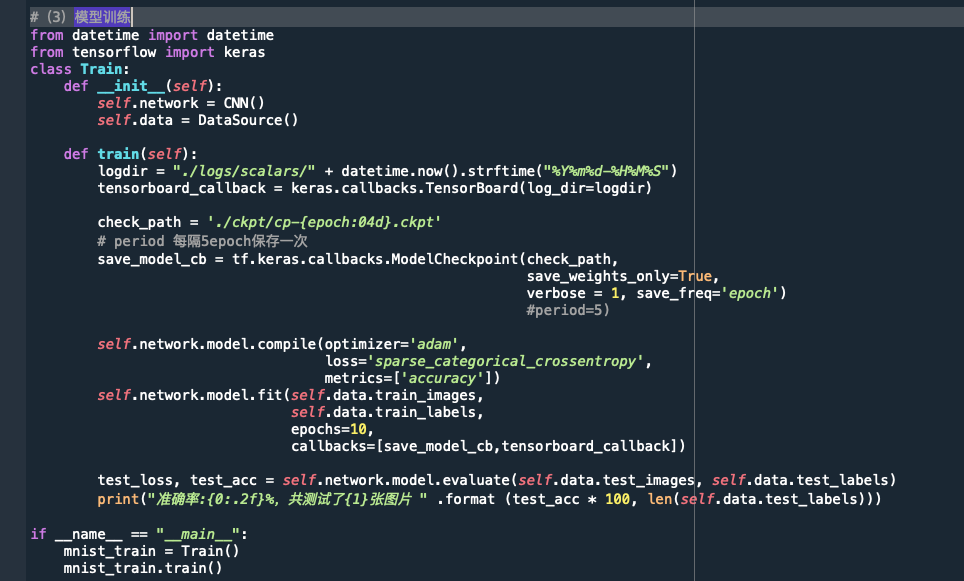 # (3) 模型训练
from datetime import datetime
from tensorflow import keras
class Train:
    def __init__(self):
        self.network = CNN()
        self.data = DataSource()

    def train(self):
        logdir = "./logs/scalars/" + datetime.now().strftime("%Y%m%d-%H%M%S")
        tensorboard_callback = keras.callbacks.TensorBoard(log_dir=logdir)

        check_path = './ckpt/cp-{epoch:04d}.ckpt'
        # period 每隔5epoch保存一次
        save_model_cb = tf.keras.callbacks.ModelCheckpoint(check_path,
                                                           save_weights_only=True,
                                                           verbose = 1, save_freq='epoch')
                                                           #period=5)

        self.network.model.compile(optimizer='adam',
                                   loss='sparse_categorical_crossentropy',
                                   metrics=['accuracy'])
        self.network.model.fit(self.data.train_images,
                               self.data.train_labels,
                               epochs=10,
                               callbacks=[save_model_cb,tensorboard_callback])

        test_loss, test_acc = self.network.model.evaluate(self.data.test_images, self.data.test_labels)
        print("准确率:{0:.2f}%, 共测试了{1}张图片 " .format (test_acc * 100, len(self.data.test_labels)))

if __name__ == "__main__":
    mnist_train = Train()
    mnist_train.train()